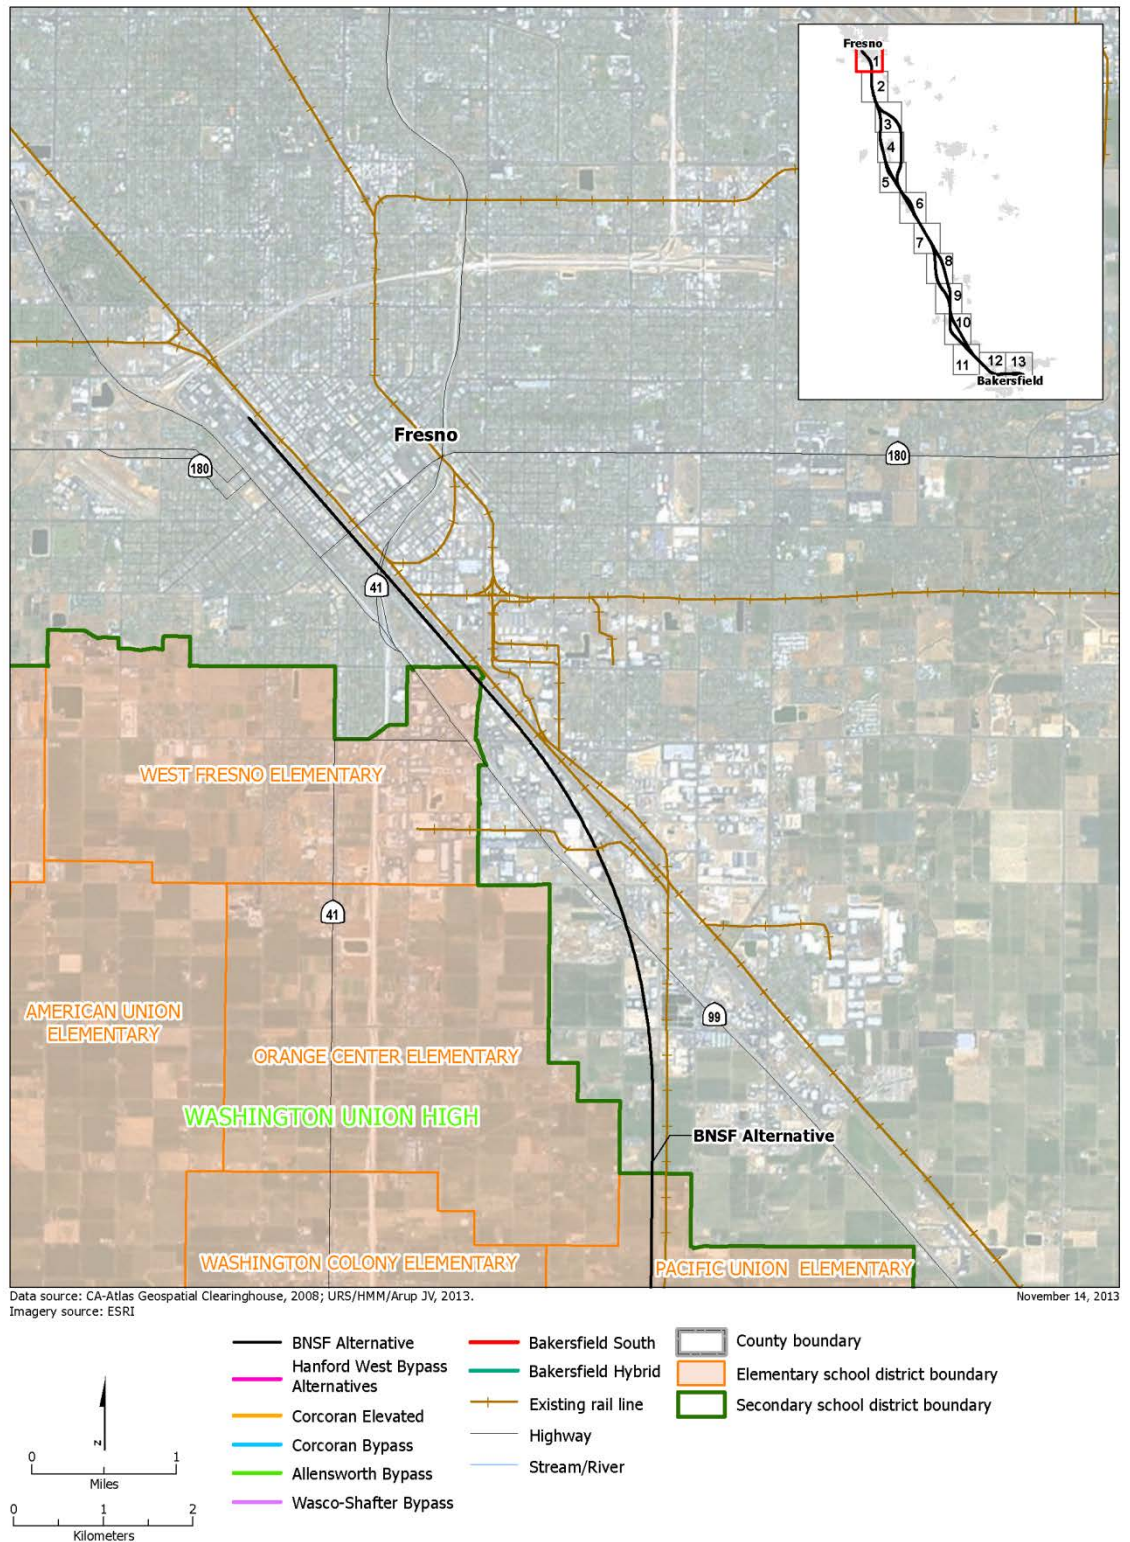 Fresno
1
2
3
4
5
6
7
8
9
10
11
12
13
Bakersfield
Fresno
180
180
41
WEST FRESNO ELEMENTARY
41
AMERICAN UNION
ELEMENTARY
99
ORANGE CENTER ELEMENTARY
WASHINGTON UNION HIGH
BNSF Alternative
WASHINGTON COLONY ELEMENTARY
PACIFIC UNION ELEMENTARY
Data source: CA-Atlas Geospatial Clearinghouse, 2008; URS/HMM/Arup JV, 2013.
Imagery source: ESRI
November 14, 2013
BNSF Alternative
Hanford West Bypass
Alternatives
Corcoran Elevated
Corcoran Bypass
Allensworth Bypass
Wasco-Shafter Bypass
Bakersfield South
Bakersfield Hybrid
Existing rail line
Highway
Stream/River
County boundary
Elementary school district boundary
Secondary school district boundary
N
0 1
Miles
0 1 2
Kilometers